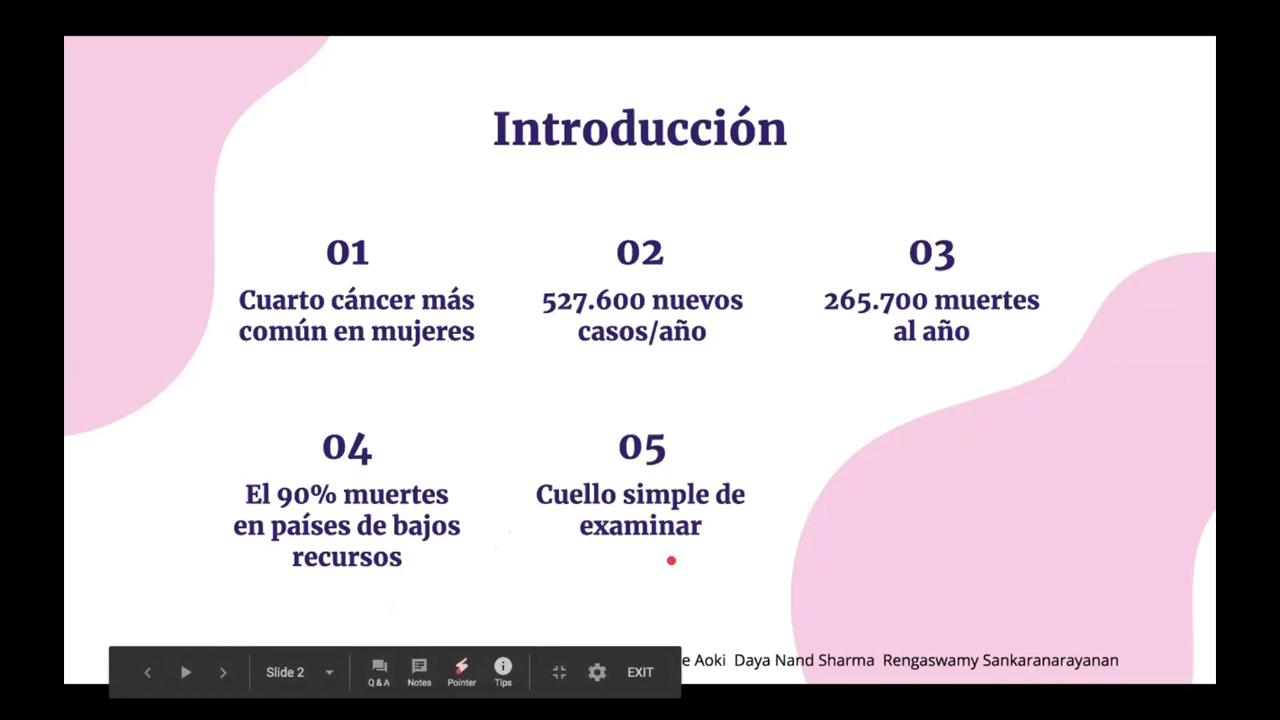 Introducción
01
Cuarto cáncer más
común en mujeres
02
527.600 nuevos
casos/año
03
265.700 muertes
al año
04
El 90% muertes
en países de bajos
recursos
05
Cuello simple de
examinar
Aoki Daya Nand Sharma Rengaswamy Sankaranarayanan
Slide 2
Q & A
Notes
Pointer
Tips
EXIT